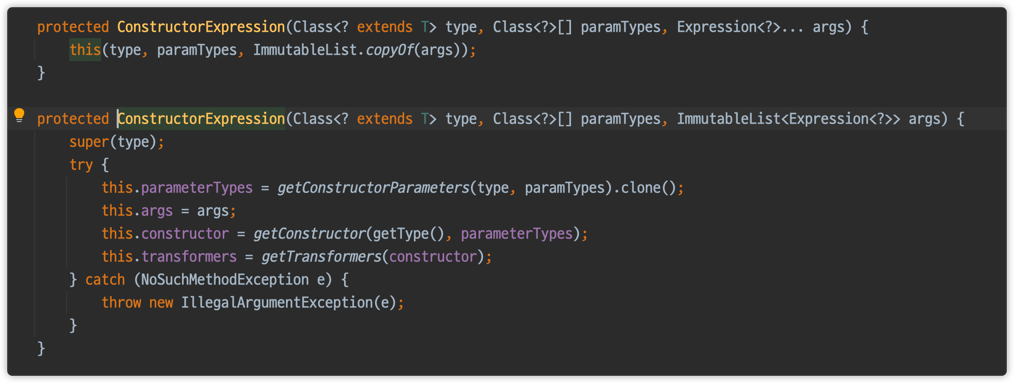 protected ConstructorExpression(Class<? extends T> type, Class<?>[] paramTypes, Expression<?>... args) {
this(type, paramTypes, ImmutableList.copyOf(args));
}
protected ConstructorExpression(Class<? extends T> type, Class<?>[] paramTypes, ImmutableList<Expression<?>> args) {
super(type);
try {
this.parameterTypes = getConstructorParameters(type, paramTypes).clone();
this.args = args;
this.constructor = getConstructor(getType(), parameterTypes);
this.transformers = getTransformers(constructor);
} catch (NoSuchMethodException e) {
throw new IllegalArgumentException(e);
}
}